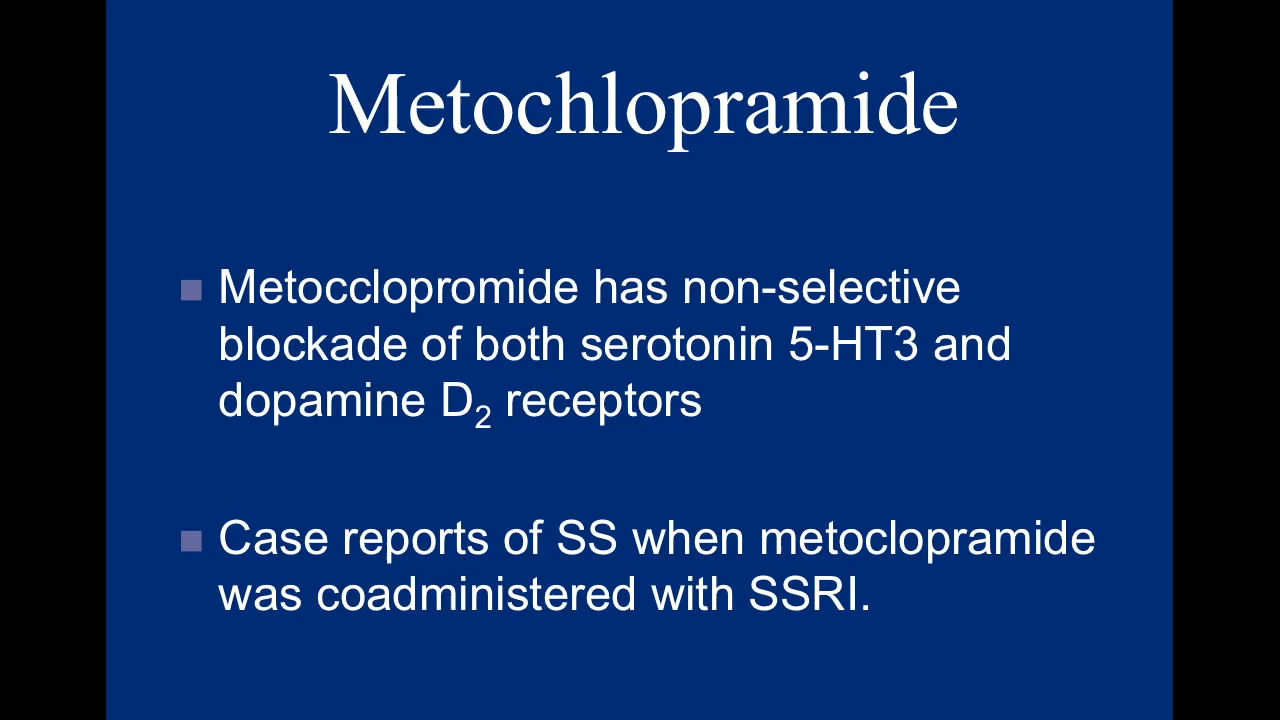 Metochlopramide
Metocclopromide has non-selective
blockade of both serotonin 5-HT3 and
dopamine D2 receptors
Case reports of SS when metoclopramide
was coadministered with SSRI.